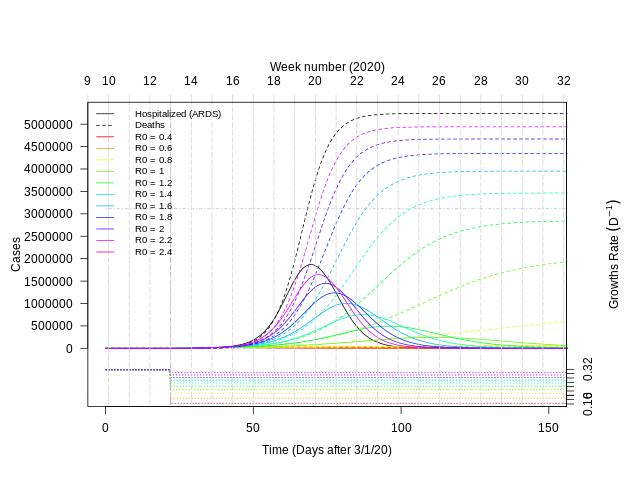 Week number (2020)
9 10 12 14 16 18 19 20 22 24 26 28 30 32
Hospitalized (ARDS)
Deaths
R0 = 0.4
R0 = 0.6
R0 = 0.8
R0 = 1
R0 = 1.2
R0 = 1.4
R0 = 1.6
R0 = 1.8
R0 = 2
R0 = 2.2
R0 = 2.4
5000000
4500000
4000000
3500000
3000000
2500000
2000000
1500000
1000000
500000
0
Cases
Growths Rate (D⁻¹)
0.32
0.16
0 50 100 150
Time (Days after 3/1/20)